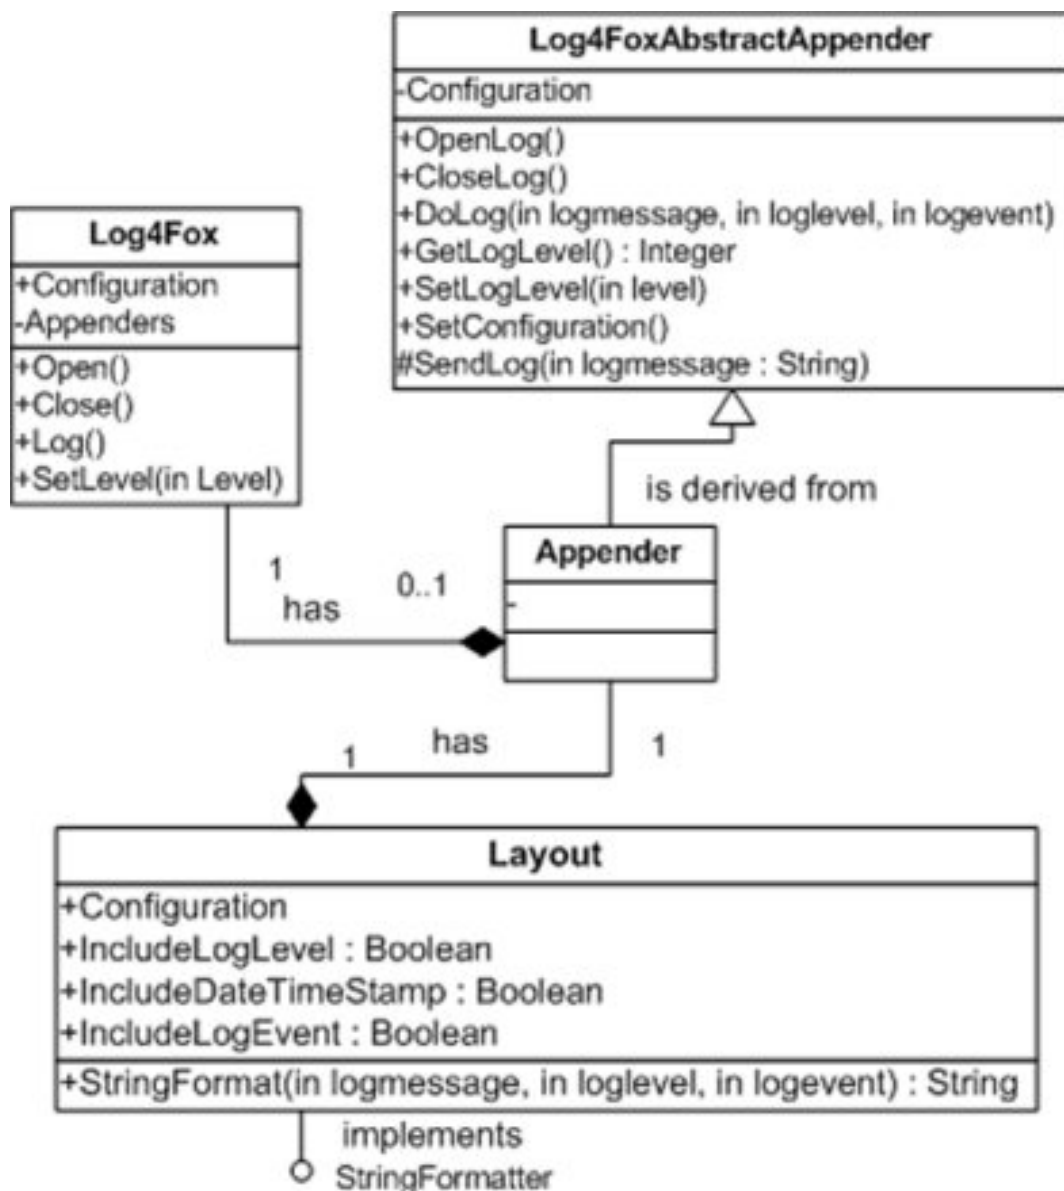 Log4FoxAbstractAppender
-Configuration
+OpenLog()
+CloseLog()
+DoLog(in logmessage, in loglevel, in logevent)
+GetLogLevel() : Integer
+SetLogLevel(in level)
+SetConfiguration()
#SendLog(in logmessage : String)
Log4Fox
+Configuration
-Appenders
+Open()
+Close()
+Log()
+SetLevel(in Level)
is derived from
Appender
-
1
0..1
has
1
has
1
Layout
+Configuration
+IncludeLogLevel : Boolean
+IncludeDateTimeStamp : Boolean
+IncludeLogEvent : Boolean
+StringFormat(in logmessage, in loglevel, in logevent) : String
implements
StringFormatter